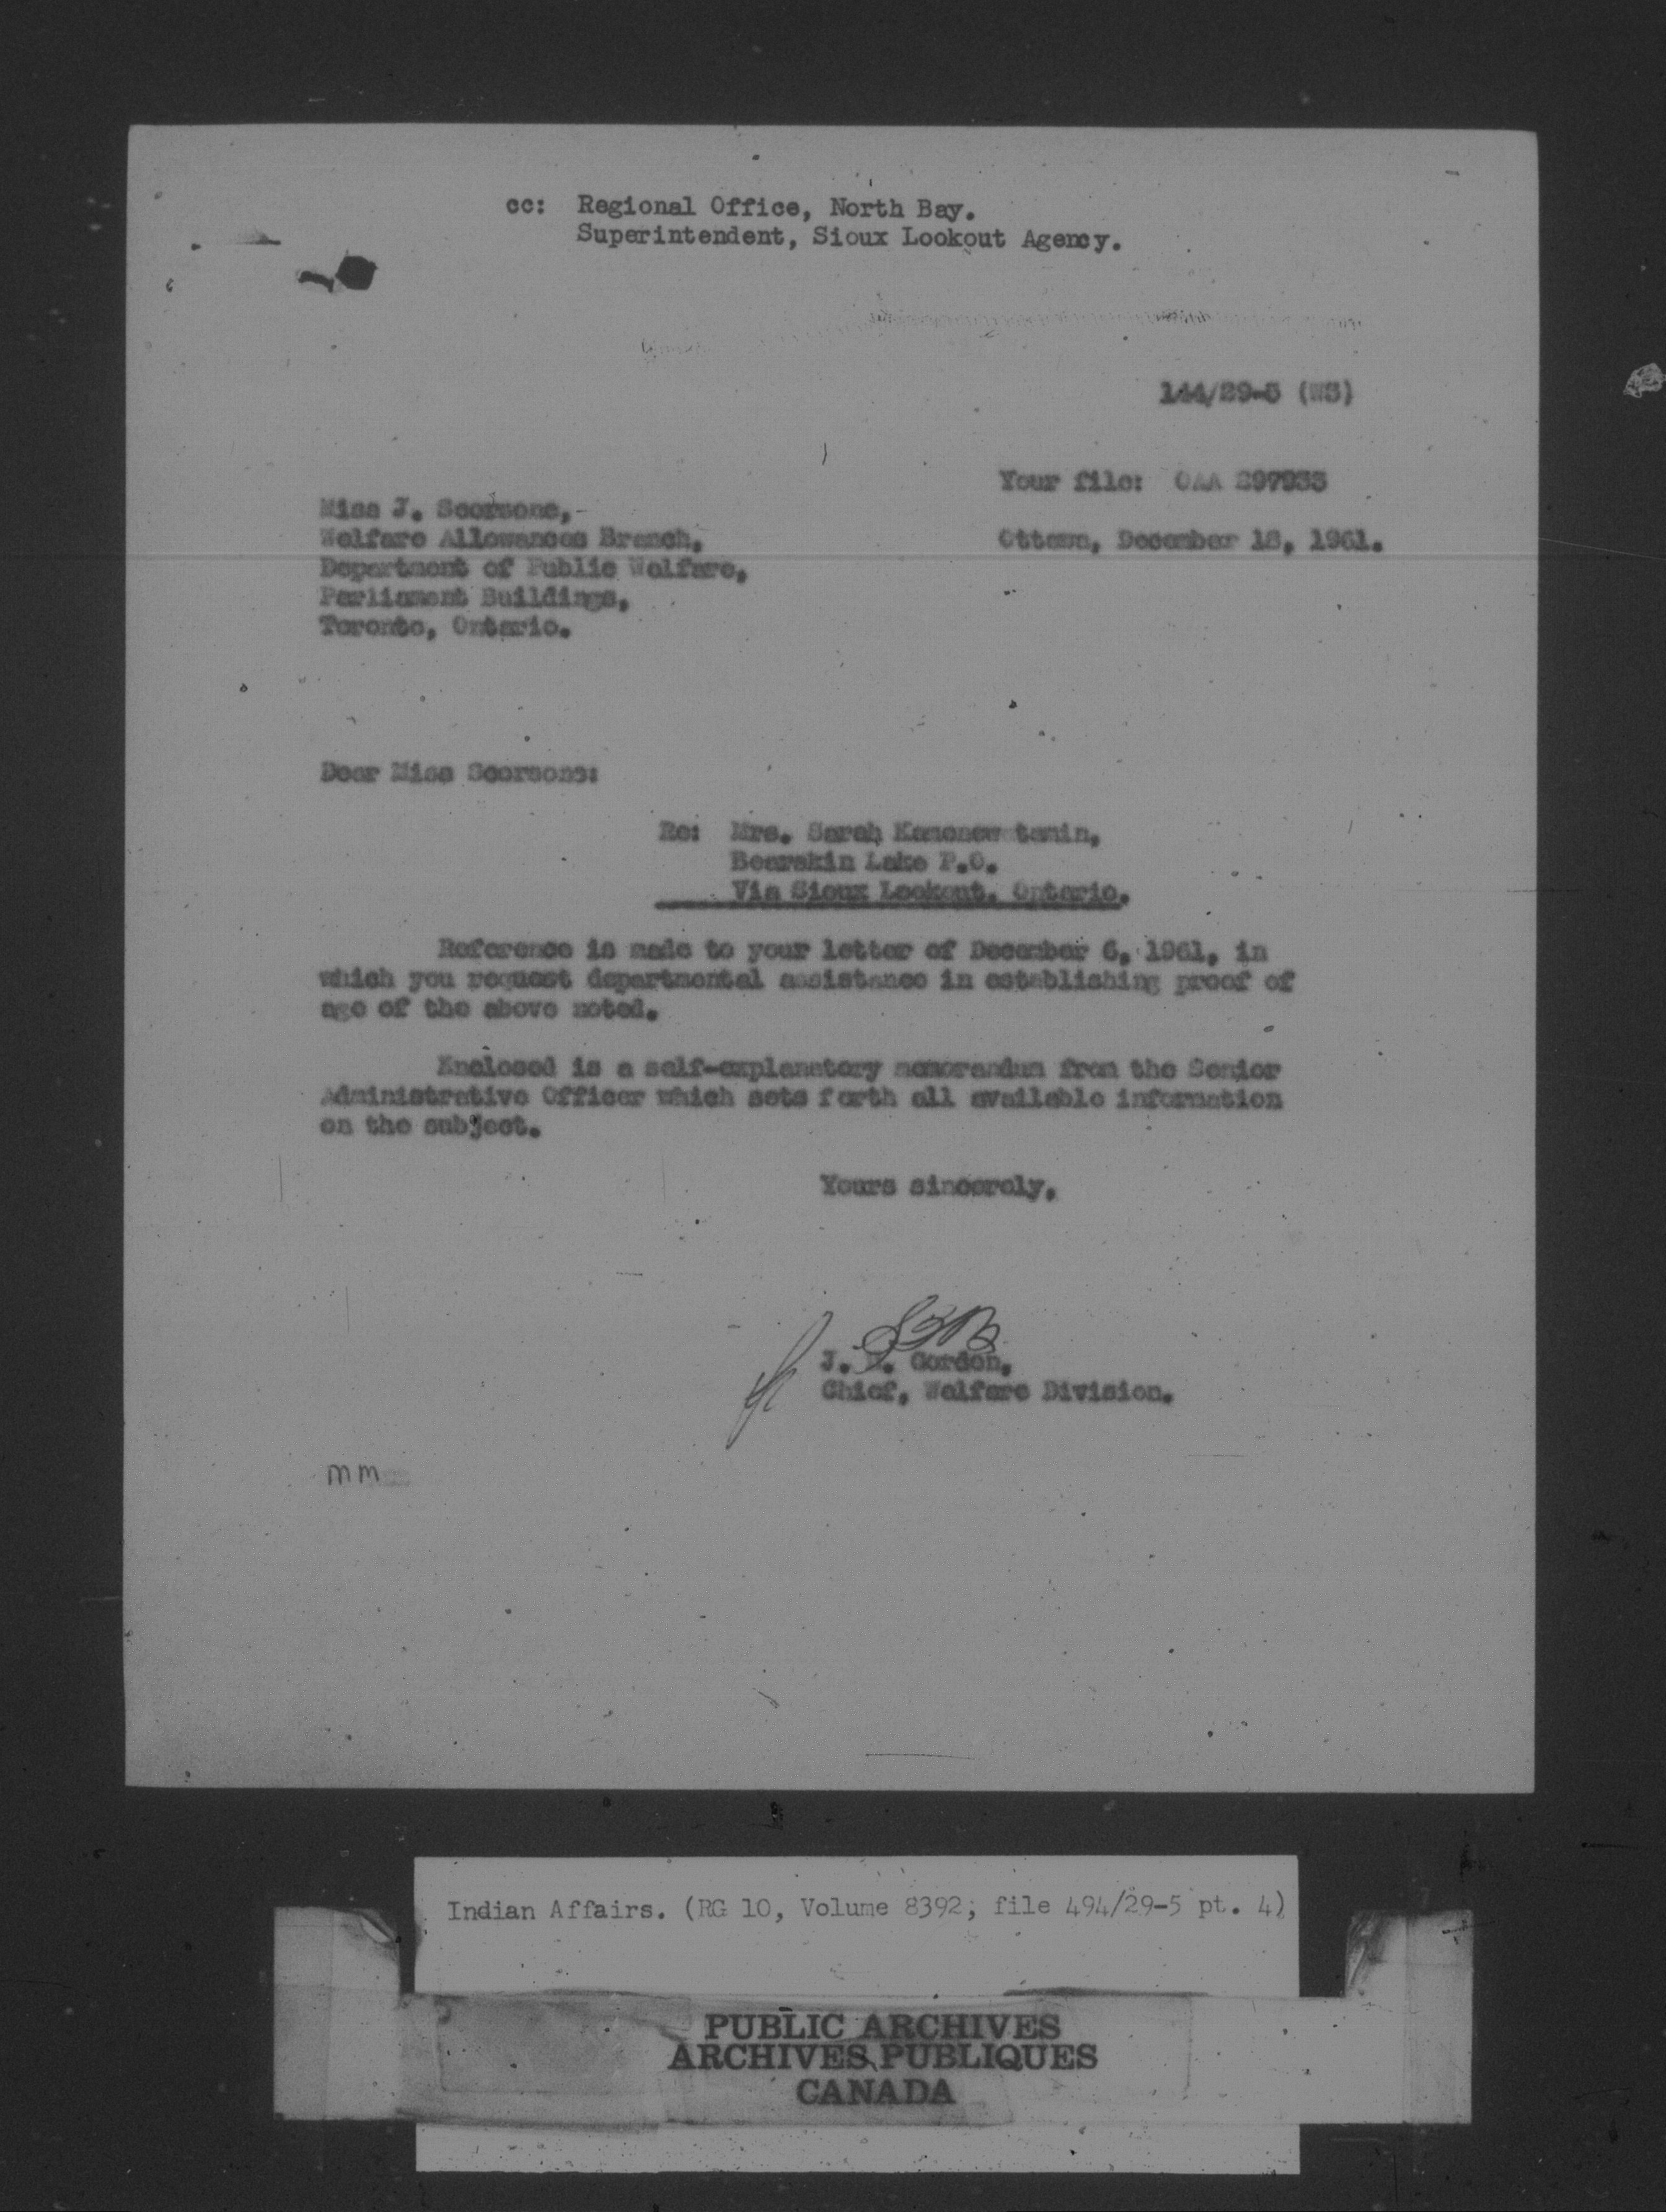 cc: Regional Office, North Bay.
Superintendent, Sioux Lookout Agency.
144/29-5 (W3)
Your file: OAA 297933
Miss J. Scorsone,
Welfare Allowances Branch,
Ottawa, December 18, 1961.
Department of Public Welfare,
Parliament Buildings,
Toronto, Ontario.
Dear Miss Scorsone:
Re: Mrs. Sarah
Bearskin Lake P.O.
Via Sioux Lookout, Ontario.
Reference is made to your letter of December 6, 1961, in
which you request departmental assistance in establishing proof of
age of the above noted.
Enclosed is a self-explanatory memorandum from the Senior
Administrative Officer which sets forth all available information
on the subject.
Yours sincerely,
J. Gordon,
Chief, Welfare Division.
mm
Indian Affairs. (RG 10, Volume 8392; file 494/29-5 pt. 4)
PUBLIC ARCHIVES
ARCHIVES PUBLIQUES
CANADA